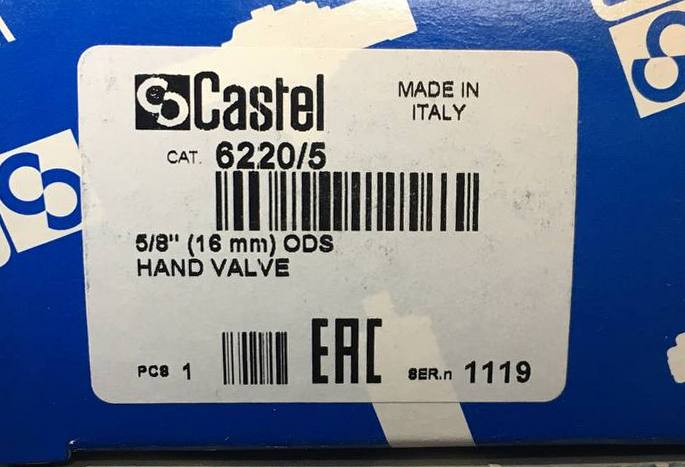 Castel
MADE IN
ITALY
CAT. 6220/5
5/8" (16 mm) ODS
HAND VALVE
PCS 1
EAC
SER.n 1119